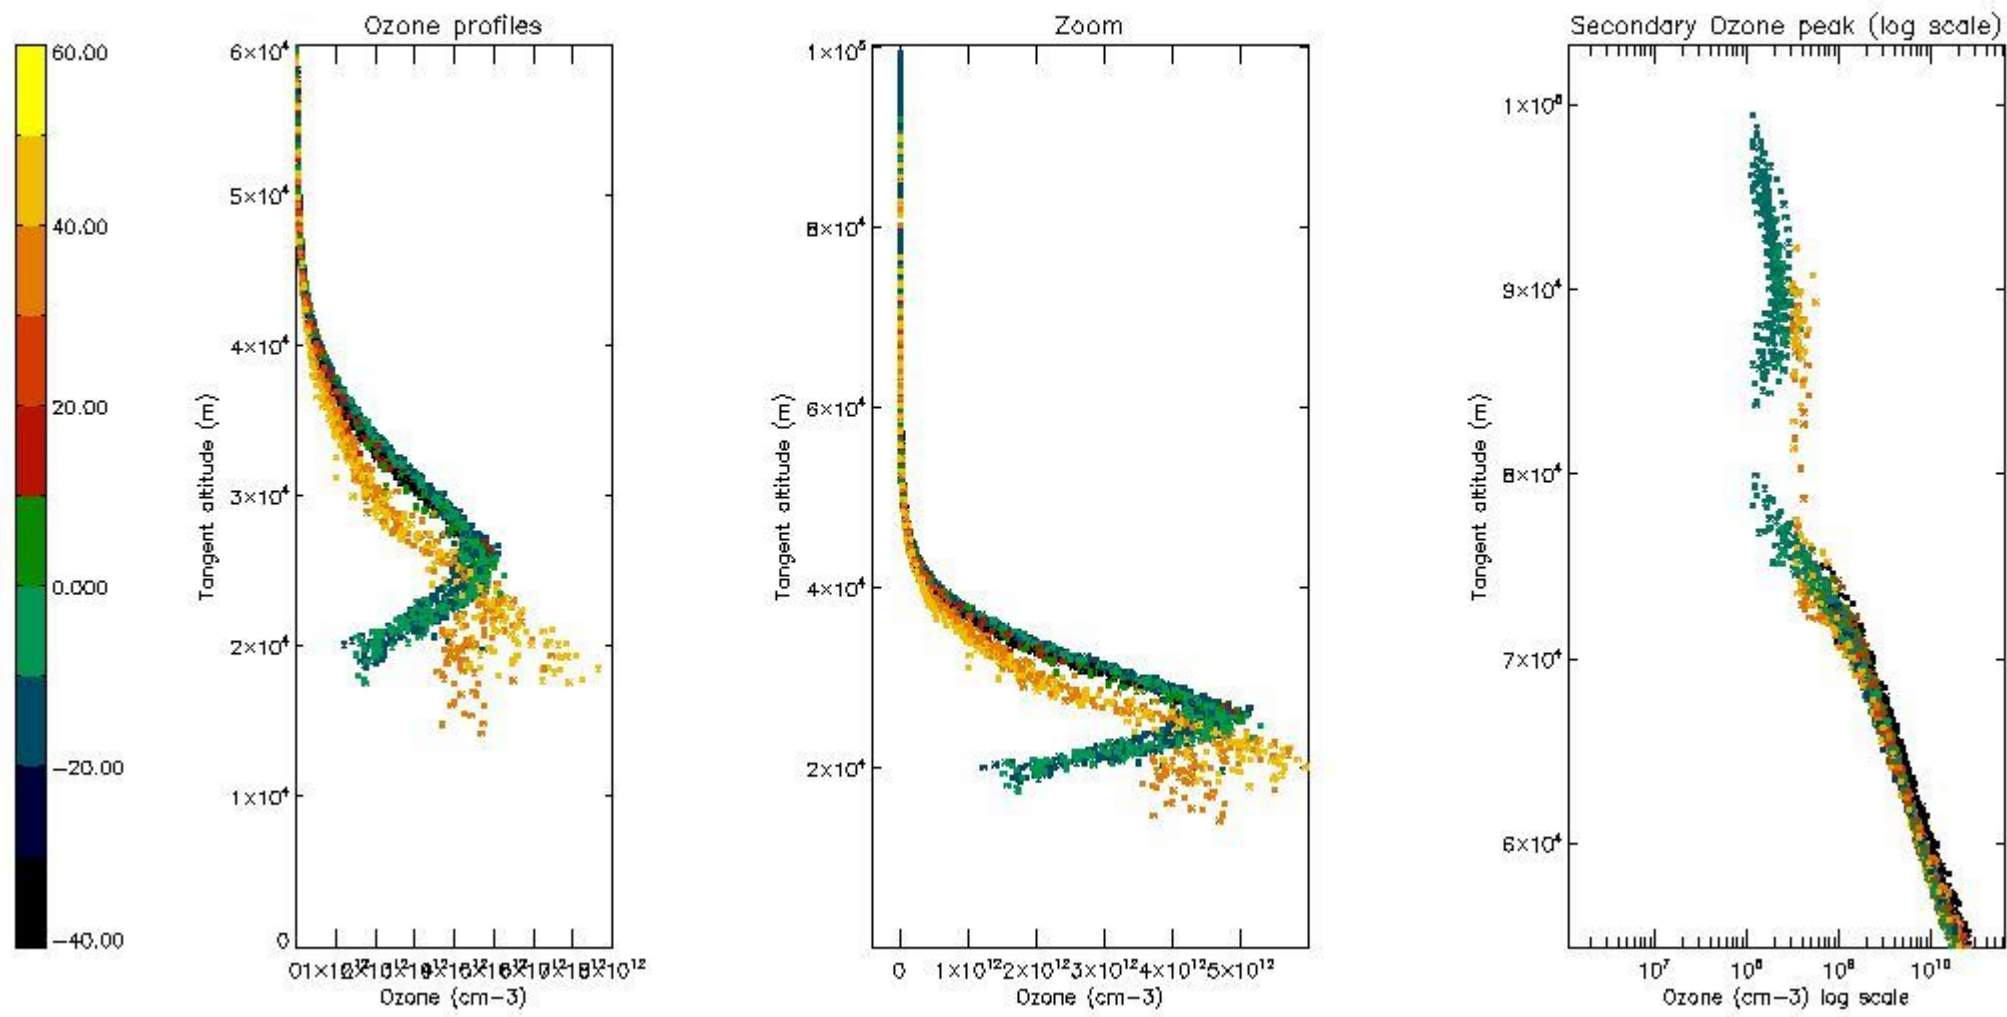 Ozone profiles
Zoom
Secondary Ozone peak (log scale)
60.00
40.00
20.00
0.000
−20.00
−40.00
6×10⁴
5×10⁴
4×10⁴
3×10⁴
2×10⁴
1×10⁴
0
Tangent altitude (m)
Ozone (cm−3)
1×10⁵
8×10⁴
6×10⁴
4×10⁴
2×10⁴
Tangent altitude (m)
0 1×10¹² 2×10¹² 3×10¹² 4×10¹² 5×10¹²
Ozone (cm−3)
9×10⁴
8×10⁴
7×10⁴
6×10⁴
Tangent altitude (m)
10⁷ 10⁸ 10⁹ 10¹⁰
Ozone (cm−3) log scale